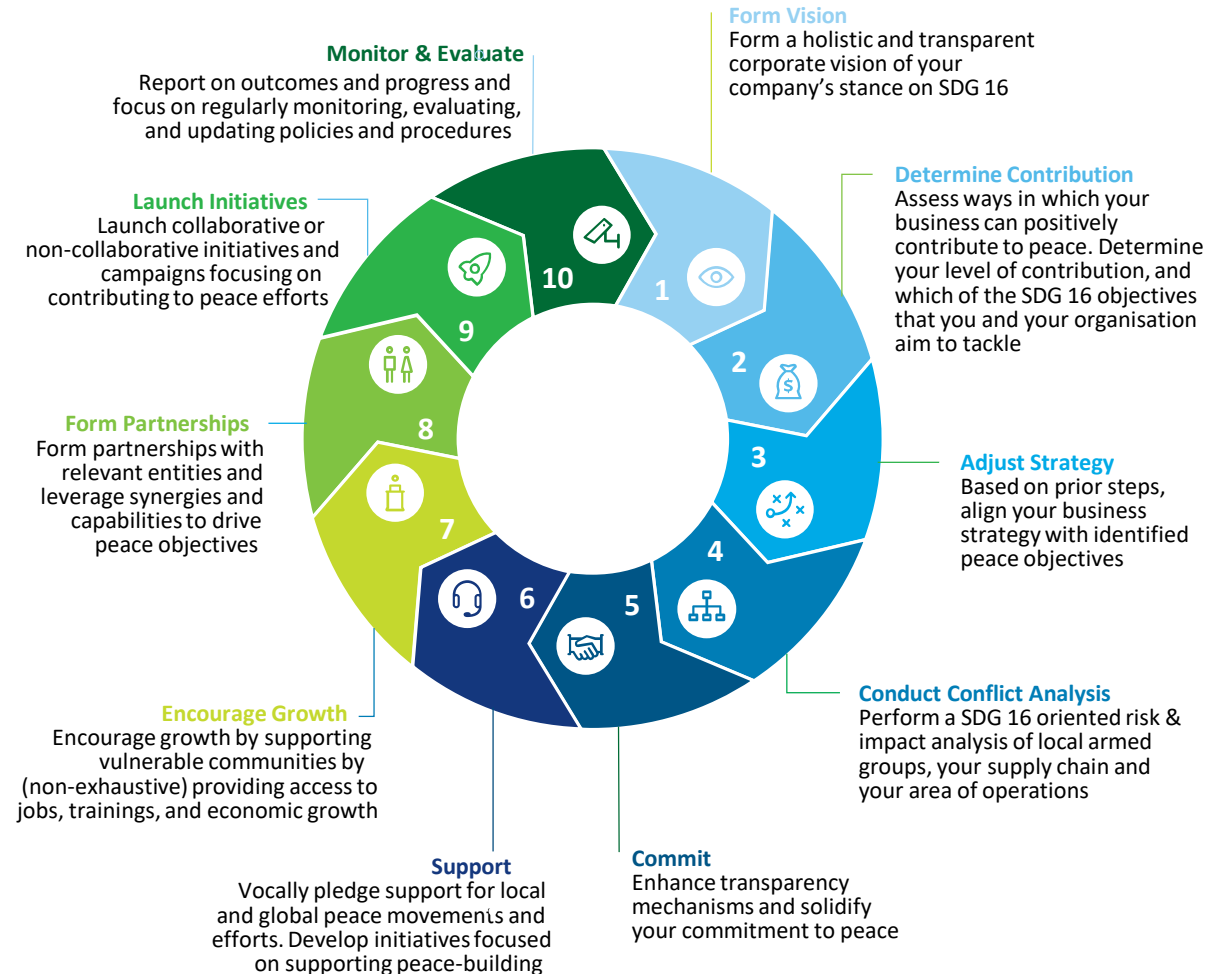 Form Vision
Form a holistic and transparent
corporate vision of your
company's stance on SDG 16
Determine Contribution
Assess ways in which your
business can positively
contribute to peace. Determine
your level of contribution, and
which of the SDG 16 objectives
that you and your organisation
aim to tackle
Adjust Strategy
Based on prior steps,
align your business
strategy with identified
peace objectives
Conduct Conflict Analysis
Perform a SDG 16 oriented risk &
impact analysis of local armed
groups, your supply chain and
your area of operations
Commit
Enhance transparency
mechanisms and solidify
your commitment to peace
Support
Vocally pledge support for local
and global peace movements and
efforts. Develop initiatives focused
on supporting peace-building
Encourage Growth
Encourage growth by supporting
vulnerable communities by
(non-exhaustive) providing access to
jobs, trainings, and economic growth
Form Partnerships
Form partnerships with
relevant entities and
leverage synergies and
capabilities to drive
peace objectives
Launch Initiatives
Launch collaborative or
non-collaborative initiatives and
campaigns focusing on
contributing to peace efforts
Monitor & Evaluate
Report on outcomes and progress and
focus on regularly monitoring, evaluating,
and updating policies and procedures
1
2
$
3
4
5
6
7
8
9
10